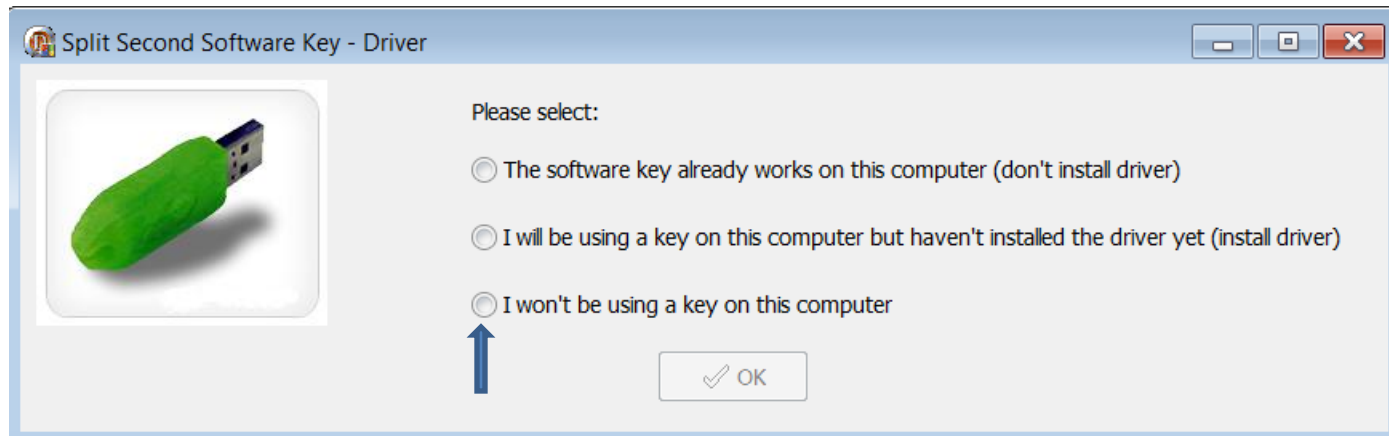 Split Second Software Key - Driver
Please select:
The software key already works on this computer (don't install driver)
I will be using a key on this computer but haven't installed the driver yet (install driver)
I won't be using a key on this computer
OK